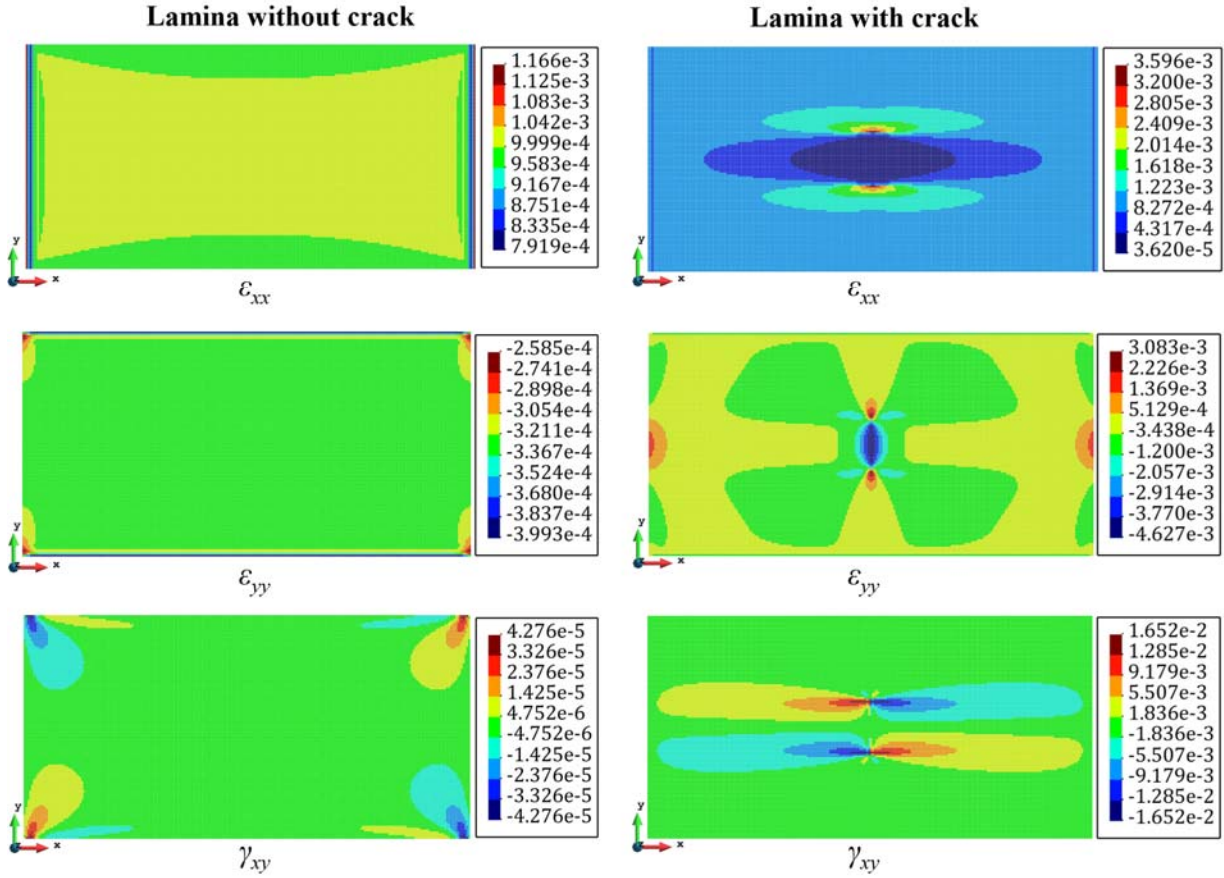 Lamina without crack
1.166e-3
1.125e-3
1.083e-3
1.042e-3
9.999e-4
9.583e-4
9.167e-4
8.751e-4
8.335e-4
7.919e-4
y
x
εxx
-2.585e-4
-2.741e-4
-2.898e-4
-3.054e-4
-3.211e-4
-3.367e-4
-3.524e-4
-3.680e-4
-3.837e-4
-3.993e-4
y
x
εyy
4.276e-5
3.326e-5
2.376e-5
1.425e-5
4.752e-6
-4.752e-6
-1.425e-5
-2.376e-5
-3.326e-5
-4.276e-5
y
x
γxy
Lamina with crack
3.596e-3
3.200e-3
2.805e-3
2.409e-3
2.014e-3
1.618e-3
1.223e-3
8.272e-4
4.317e-4
3.620e-5
y
x
εxx
3.083e-3
2.226e-3
1.369e-3
5.129e-4
-3.438e-4
-1.200e-3
-2.057e-3
-2.914e-3
-3.770e-3
-4.627e-3
y
x
εyy
1.652e-2
1.285e-2
9.179e-3
5.507e-3
1.836e-3
-1.836e-3
-5.507e-3
-9.179e-3
-1.285e-2
-1.652e-2
y
x
γxy